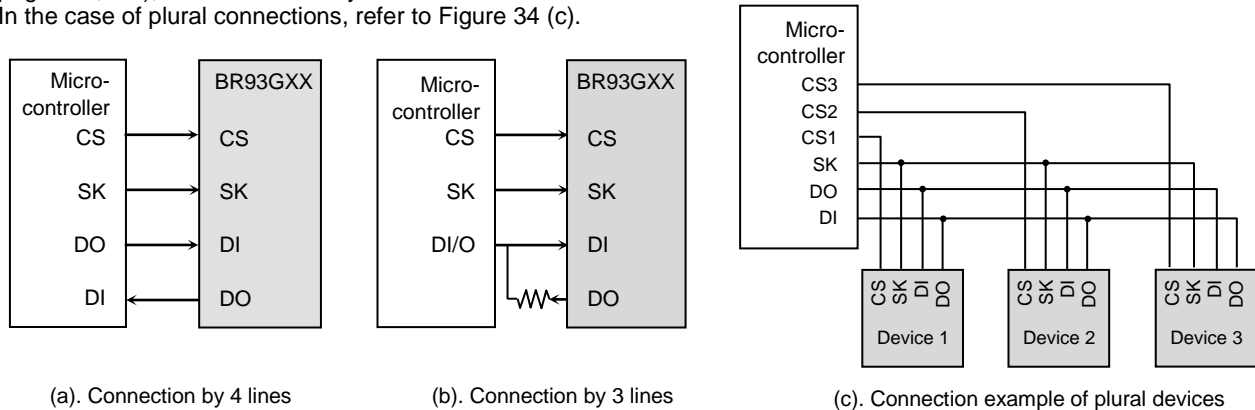 In the case of plural connections, refer to Figure 34 (c).
Micro-
controller
CS
SK
DO
DI
BR93GXX
CS
SK
DI
DO
(a). Connection by 4 lines
Micro-
controller
CS
SK
DI/O
BR93GXX
CS
SK
DI
DO
(b). Connection by 3 lines
Micro-
controller
CS3
CS2
CS1
SK
DO
DI
CS
SK
DI
DO
Device 1
CS
SK
DI
DO
Device 2
CS
SK
DI
DO
Device 3
(c). Connection example of plural devices